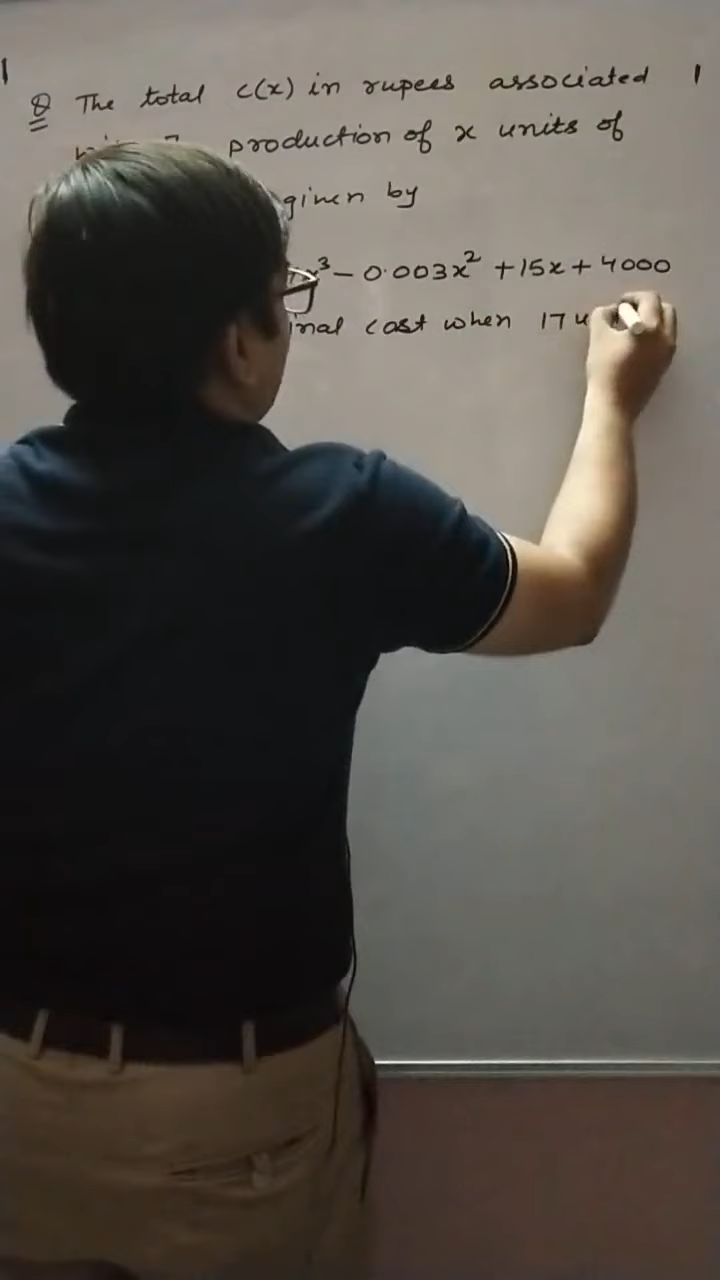 Q The total c(x) in rupees associated
production of x units of
given by
x³ - 0.003x² + 15x + 4000
inal cost when 17 u